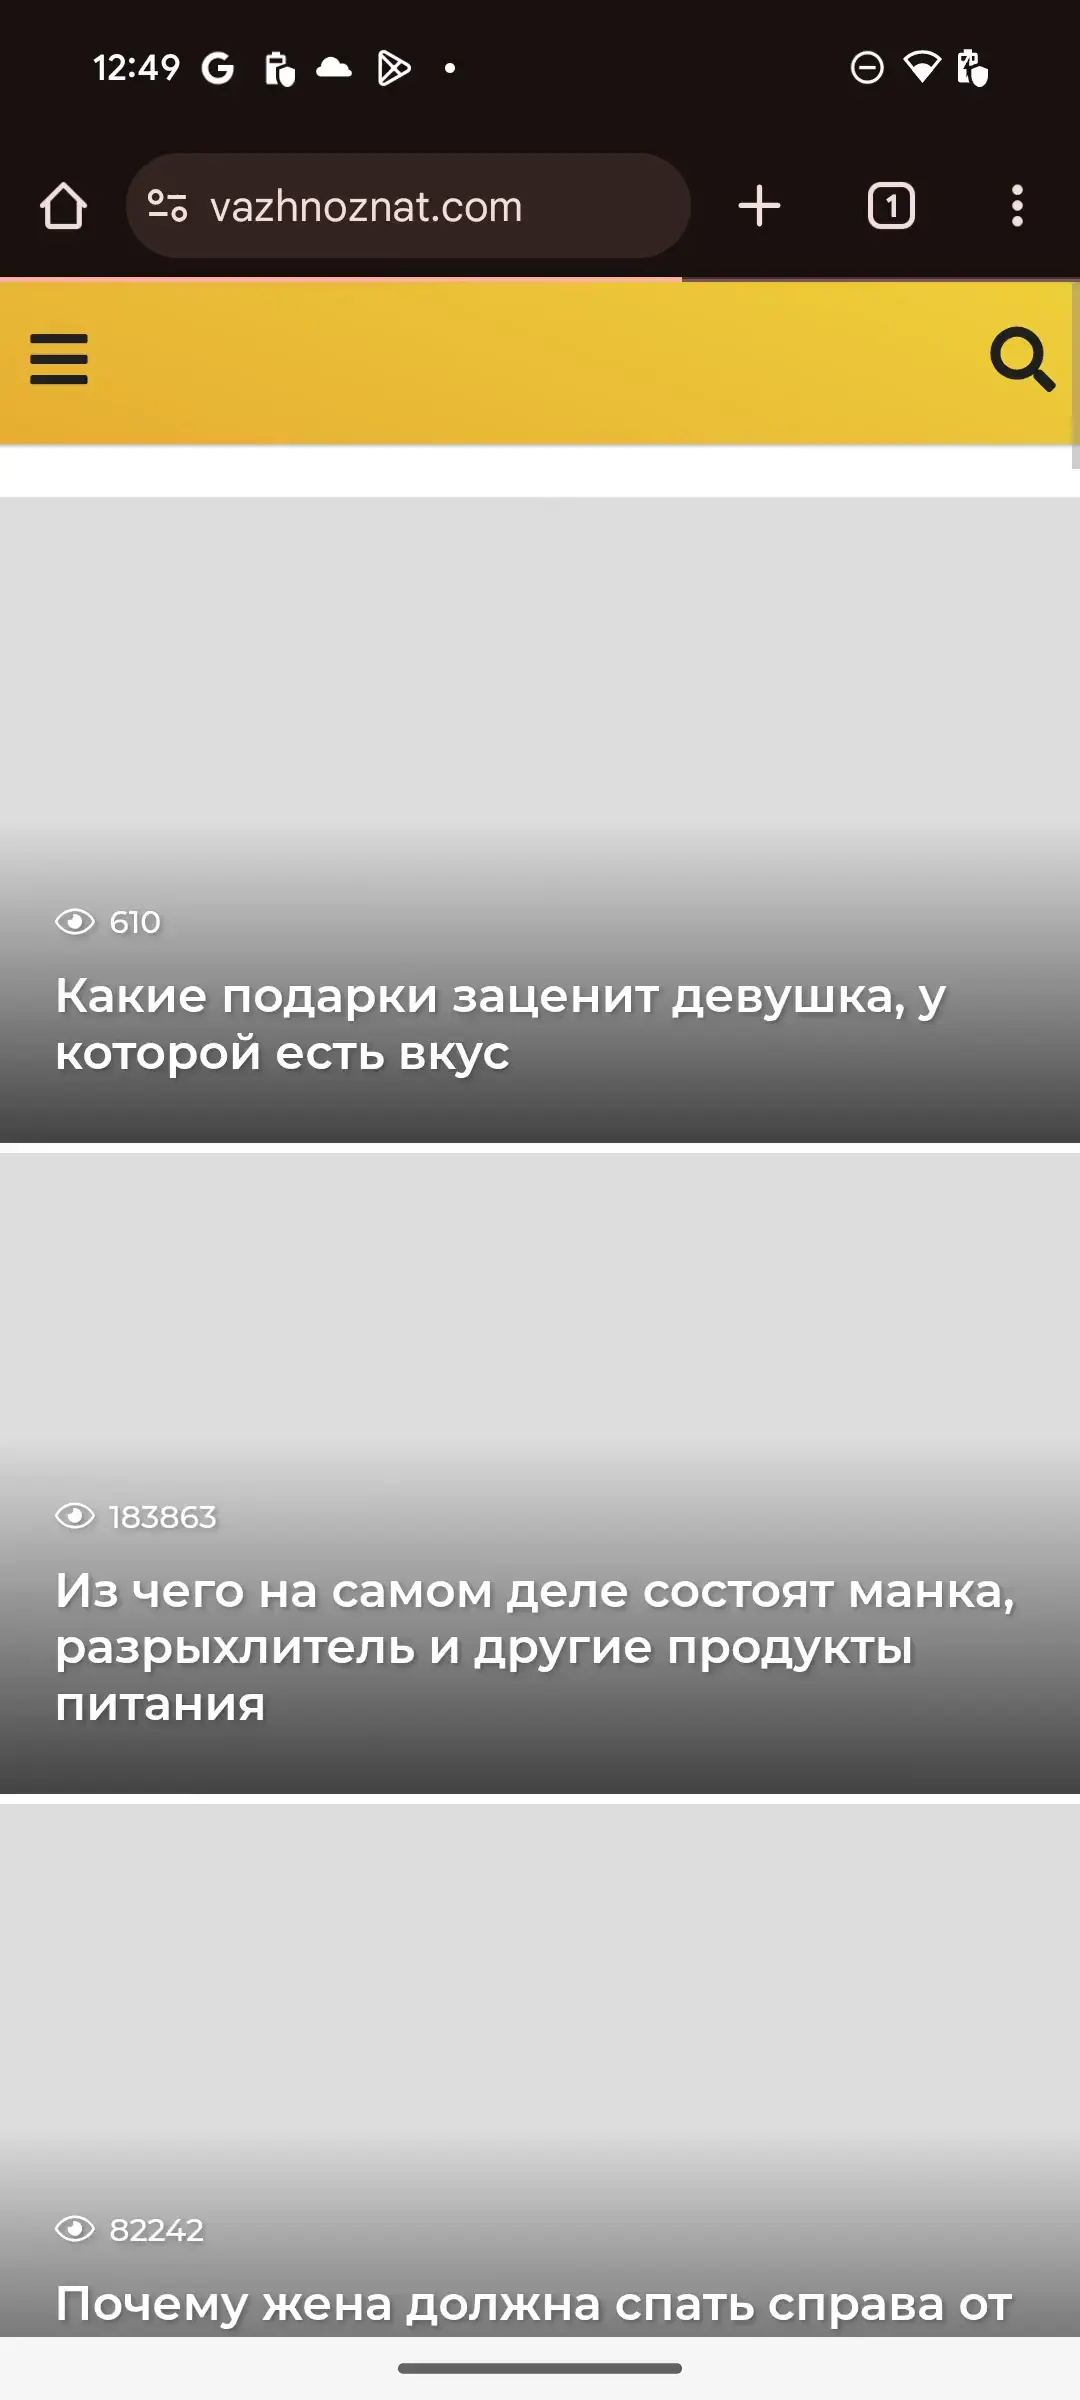 12:49
vazhnoznat.com
1
610
Какие подарки заценит девушка, у
которой есть вкус
183863
Из чего на самом деле состоят манка,
разрыхлитель и другие продукты
питания
82242
Почему жена должна спать справа от